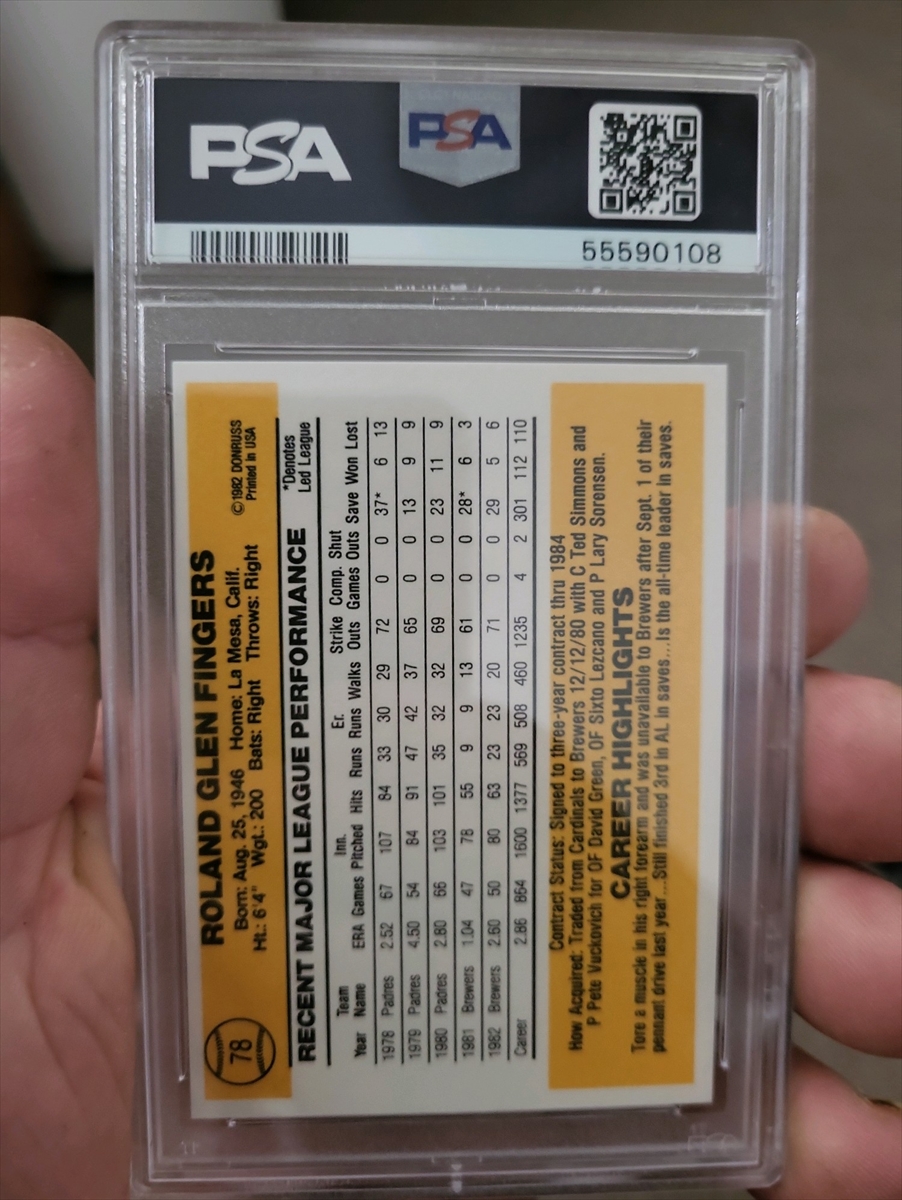 PSA
PSA
55590108
78
ROLAND GLEN FINGERS
Born: Aug. 25, 1946 Home: La Mesa, Calif.
Ht.: 6'4" Wgt.: 200 Bats: Right Throws: Right
©1982 DONRUSS
Printed in USA
RECENT MAJOR LEAGUE PERFORMANCE
*Denotes
Led League
Team Inn. Er. Strike Comp. Shut
Year Name ERA Games Pitched Hits Runs Runs Walks Outs Games Outs Save Won Lost
1978 Padres 2.52 67 107 84 33 30 29 72 0 0 37* 6 13
1979 Padres 4.50 54 84 91 47 42 37 65 0 0 13 9 9
1980 Padres 2.80 66 103 101 35 32 32 69 0 0 23 11 9
1981 Brewers 1.04 47 78 55 9 9 13 61 0 0 28* 6 3
1982 Brewers 2.60 50 80 63 23 23 20 71 0 0 29 5 6
Career 2.86 864 1600 1377 569 508 460 1235 4 2 301 112 110
Contract Status: Signed to three-year contract thru 1984
How Acquired: Traded from Cardinals to Brewers 12/12/80 with C Ted Simmons and
P Pete Vuckovich for OF David Green, OF Sixto Lezcano and P Lary Sorensen.
CAREER HIGHLIGHTS
Tore a muscle in his right forearm and was unavailable to Brewers after Sept. 1 of their
pennant drive last year...Still finished 3rd in AL in saves...Is the all-time leader in saves.